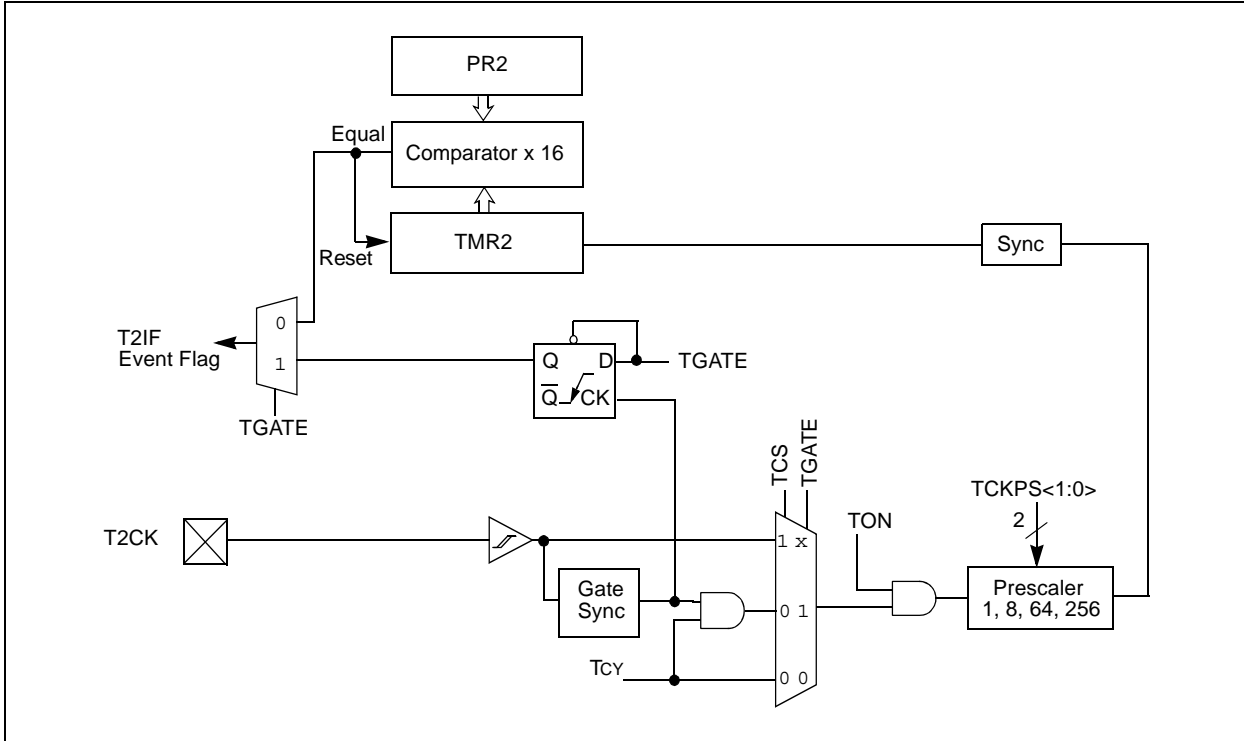 PR2
Equal
Comparator x 16
Reset
TMR2
Sync
T2IF
Event Flag
0
1
TGATE
Q
D
Q̅
CK
TGATE
TCS
TGATE
TCKPS<1:0>
2
T2CK
1 x
TON
Gate
Sync
0 1
Prescaler
1, 8, 64, 256
TCY
0 0